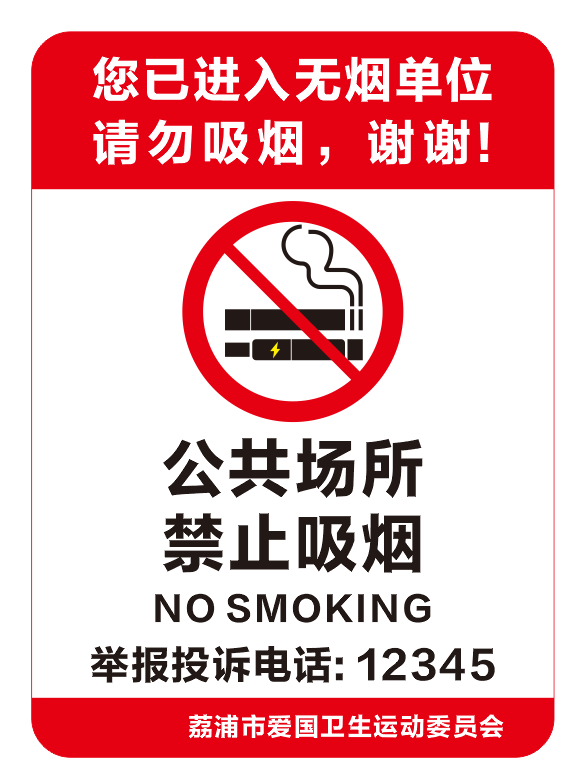 您已进入无烟单位
请勿吸烟，谢谢!
公共场所
禁止吸烟
NO SMOKING
举报投诉电话: 12345
荔浦市爱国卫生运动委员会